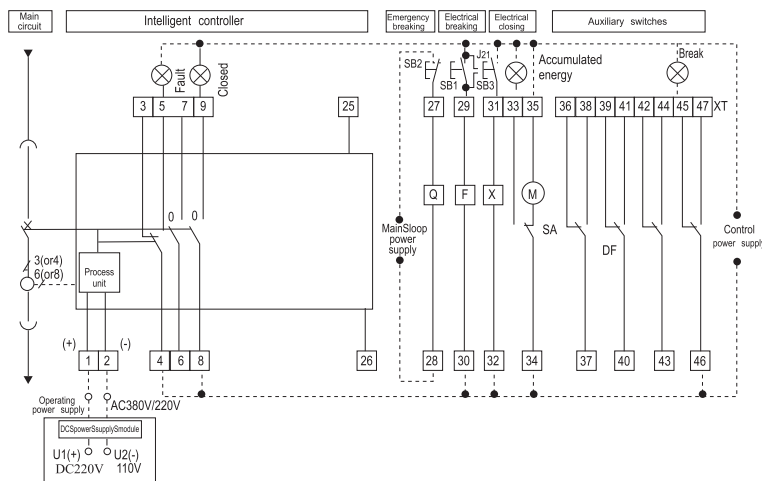 Main circuit
Intelligent controller
Emergency breaking
Electrical breaking
Electrical closing
Auxiliary switches
Fault
Closed
SB2
SB1
J21
SB3
Accumulated energy
Break
3 5 7 9 25 27 29 31 33 35 36 38 39 41 42 44 45 47 XT
0 0
Q F X M
SA
DF
MainSloop power supply
Control power supply
3(or4)
6(or8)
Process unit
(+) (-)
1 2 4 6 8 26 28 30 32 34 37 40 43 46
Operating power supply
AC380V/220V
DCSpowerSsupplySmodule
U1(+) U2(-)
DC220V 110V